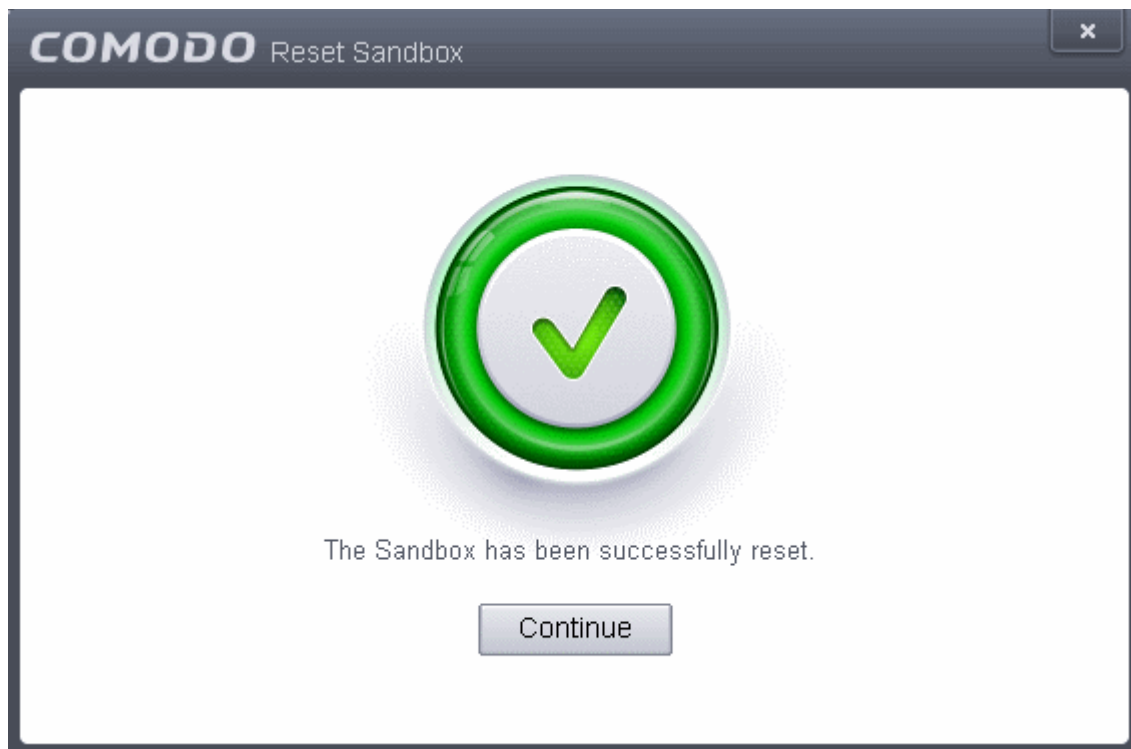 COMODO Reset Sandbox
The Sandbox has been successfully reset.
Continue